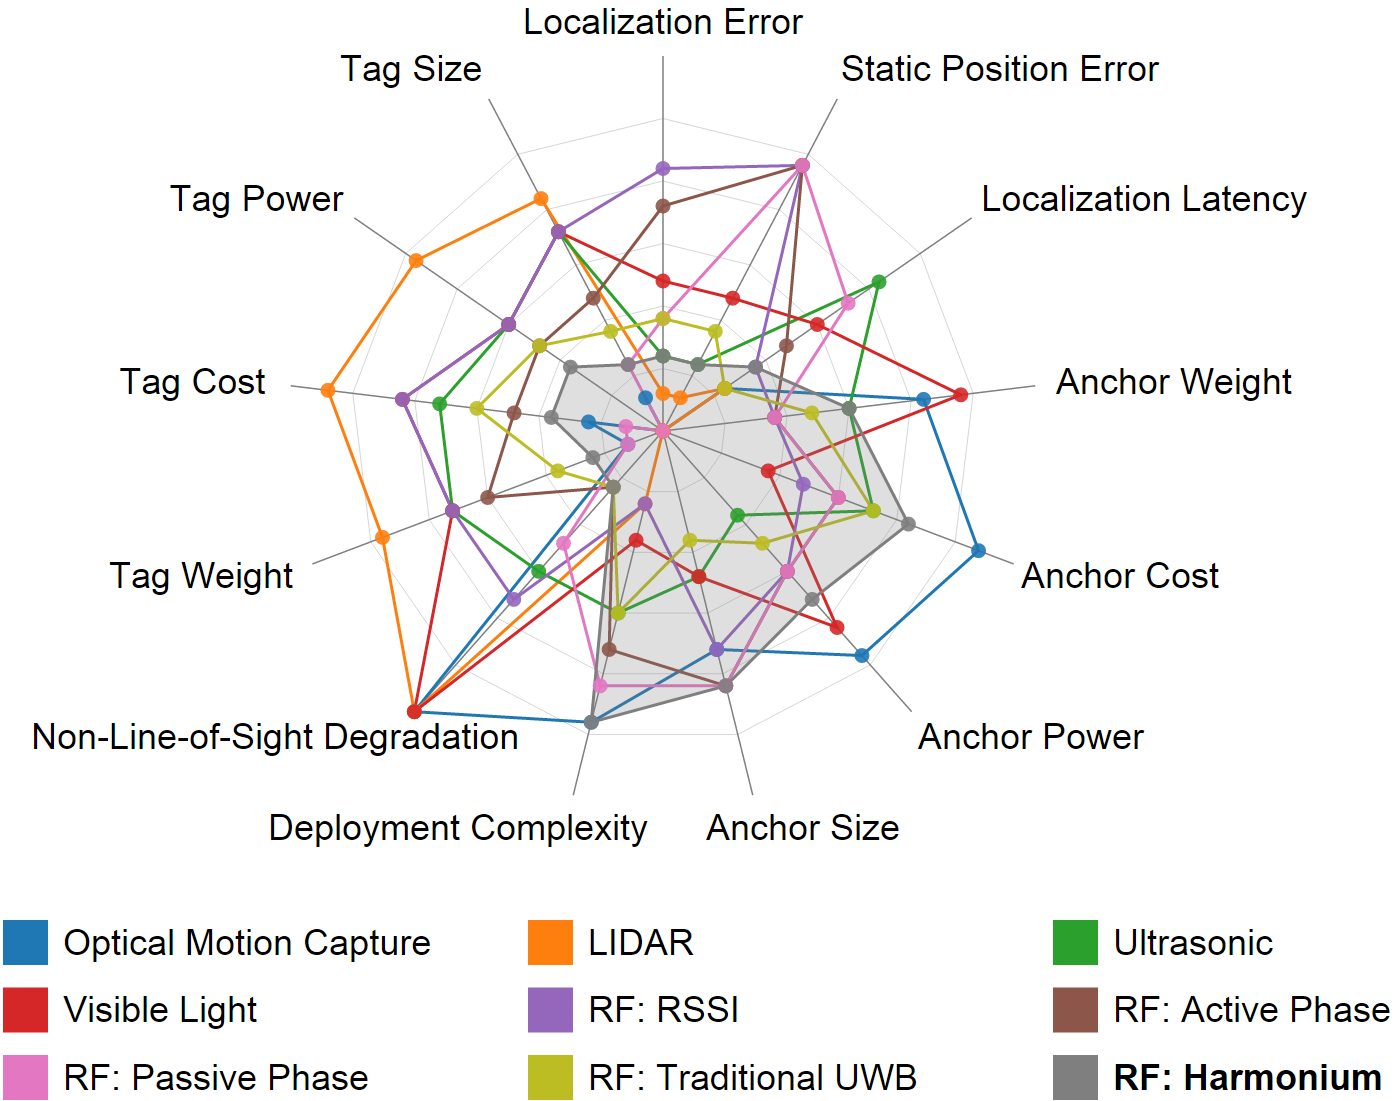 Localization Error
Tag Size
Static Position Error
Tag Power
Localization Latency
Tag Cost
Anchor Weight
Tag Weight
Anchor Cost
Non-Line-of-Sight Degradation
Anchor Power
Deployment Complexity
Anchor Size
Optical Motion Capture
LIDAR
Ultrasonic
Visible Light
RF: RSSI
RF: Active Phase
RF: Passive Phase
RF: Traditional UWB
RF: Harmonium